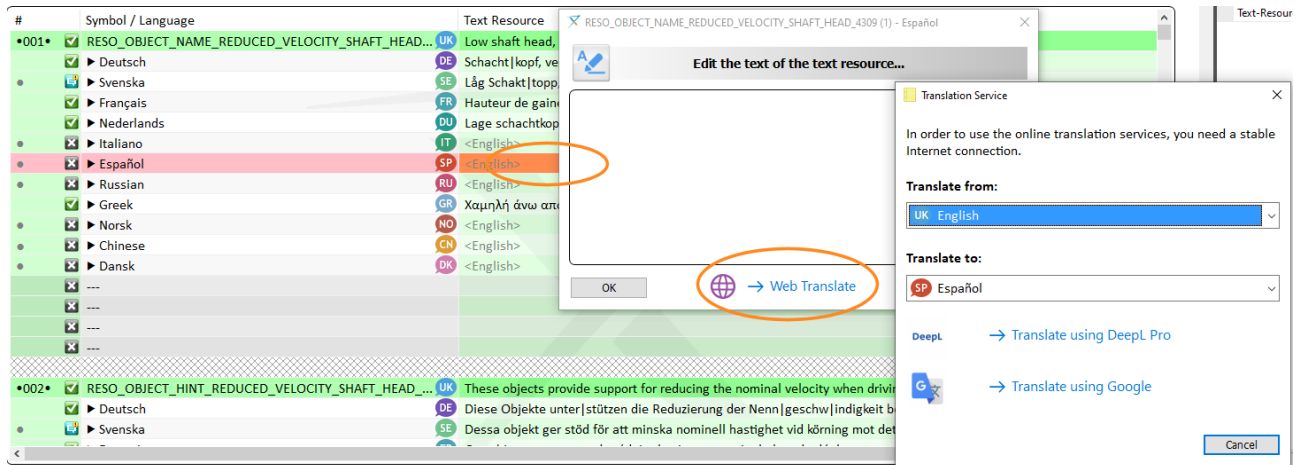 # Symbol / Language Text Resource
•001• RESO_OBJECT_NAME_REDUCED_VELOCITY_SHAFT_HEAD... UK Low shaft head,
▶ Deutsch DE Schacht|kopf, ve
▶ Svenska SE Låg Schakt|topp,
▶ Français FR Hauteur de gaine
▶ Nederlands DU Lage schachtkop
▶ Italiano IT <English>
▶ Español SP <English>
▶ Russian RU <English>
▶ Greek GR Χαμηλή άνω απο
▶ Norsk NO <English>
▶ Chinese CN <English>
▶ Dansk DK <English>
---
---
---
---
•002• RESO_OBJECT_HINT_REDUCED_VELOCITY_SHAFT_HEAD_... UK These objects provide support for reducing the nominal velocity when drivin
▶ Deutsch DE Diese Objekte unter|stützen die Reduzierung der Nenn|geschw|indigkeit b
▶ Svenska SE Dessa objekt ger stöd för att minska nominell hastighet vid körning mot det
RESO_OBJECT_NAME_REDUCED_VELOCITY_SHAFT_HEAD_4309 (1) - Español
Edit the text of the text resource...
OK
→ Web Translate
Text-Resour
Translation Service
In order to use the online translation services, you need a stable
Internet connection.
Translate from:
UK English
Translate to:
SP Español
DeepL → Translate using DeepL Pro
G 文 → Translate using Google
Cancel